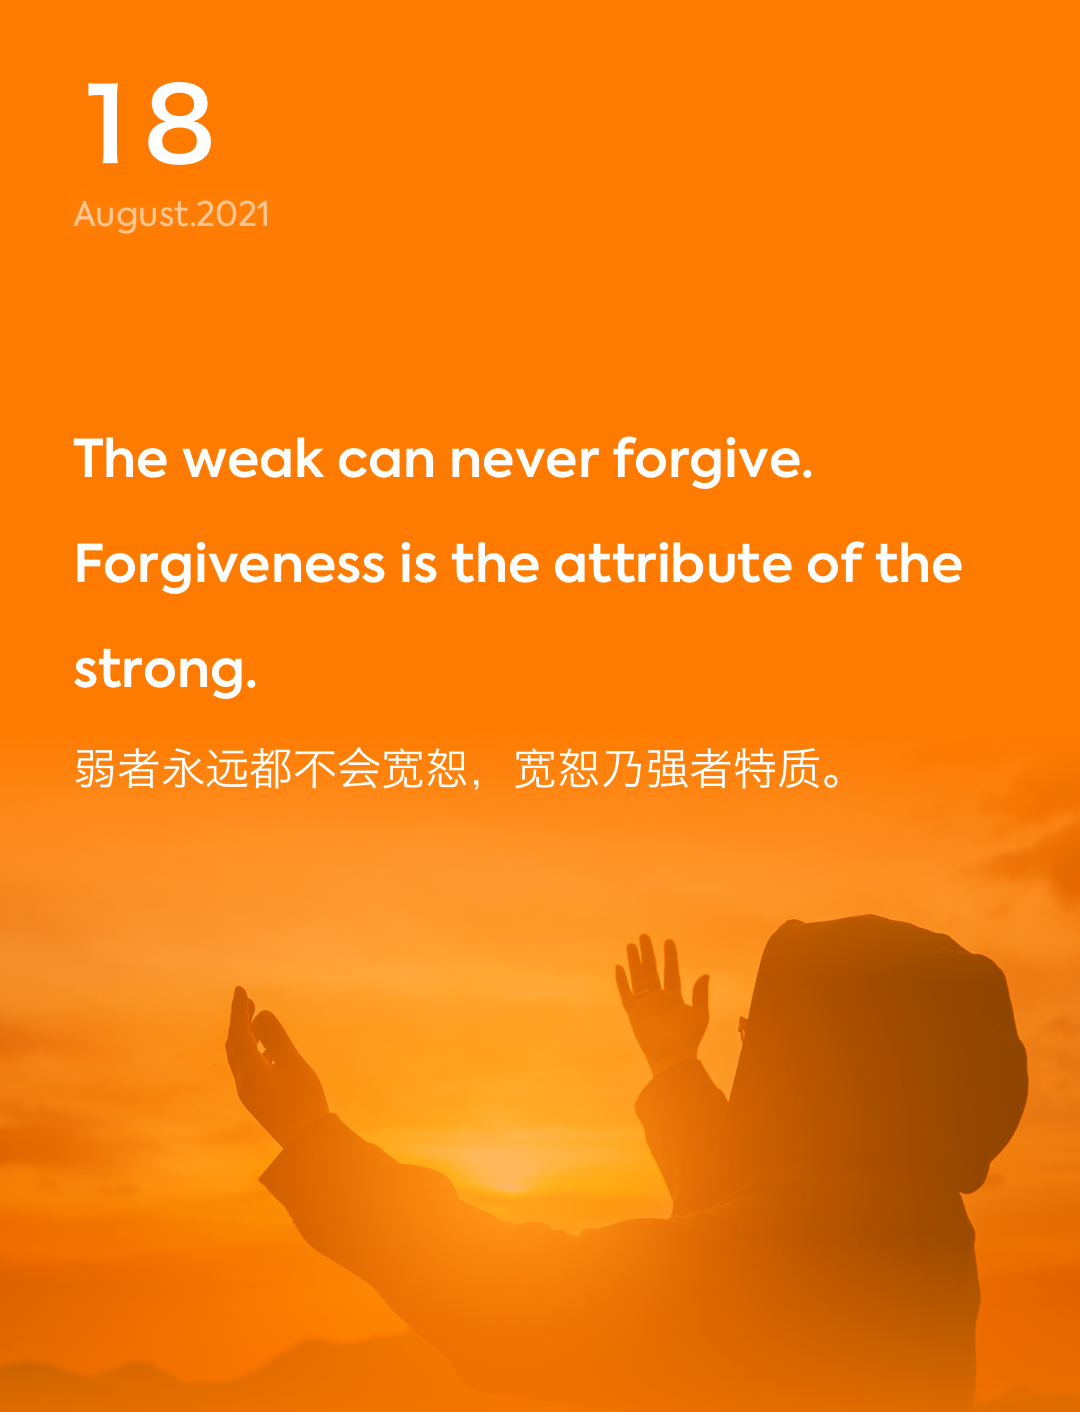 18
August.2021
The weak can never forgive.
Forgiveness is the attribute of the
strong.
弱者永远都不会宽恕，宽恕乃强者特质。